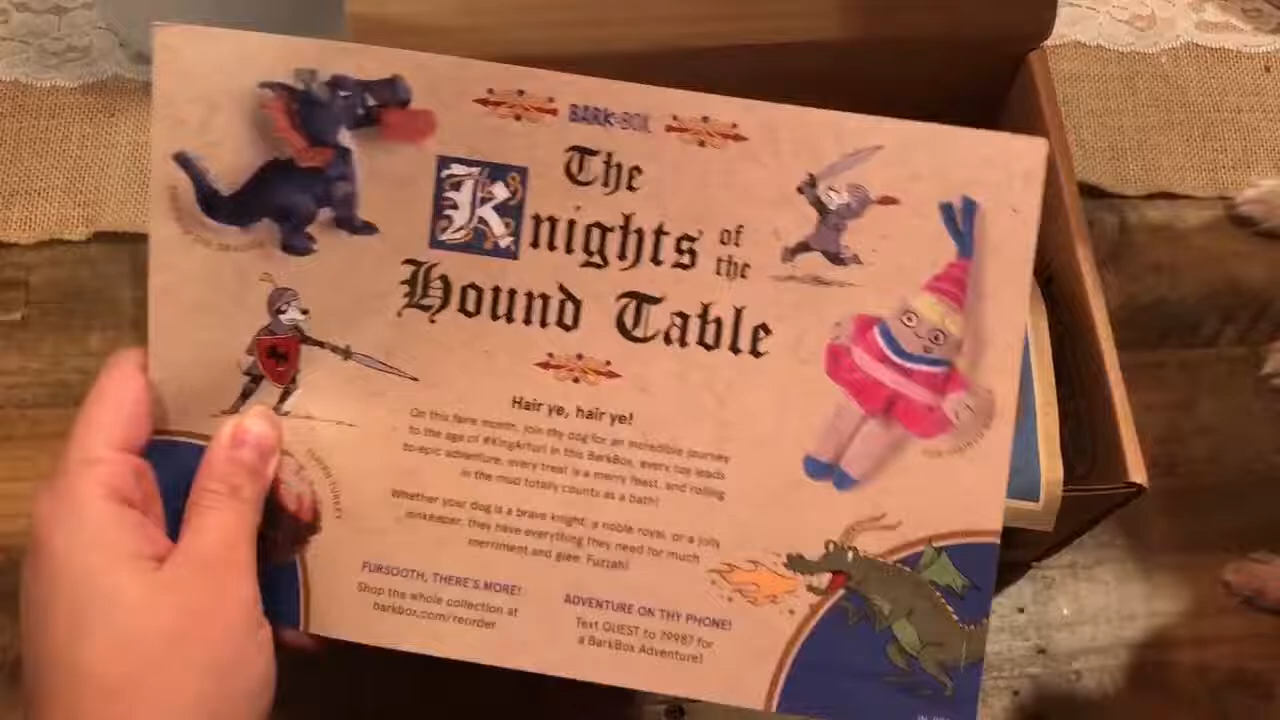 BARK-BOX
The
Knights of the
Hound Table
Hair ye, hair ye!
On this faire month, join thy dog for an incredible journey
to the age of #KingArfur! In this BarkBox, every toy leads
to epic adventure, every treat is a merry feast, and rolling
in the mud totally counts as a bath!
Whether your dog is a brave knight, a noble royal, or a jolly
innkeeper, they have everything they need for much
merriment and glee. Furzah!
FURSOOTH, THERE'S MORE!
Shop the whole collection at
barkbox.com/reorder
ADVENTURE ON THY PHONE!
Text QUEST to 79987 for
a BarkBox Adventure!
TURKEY